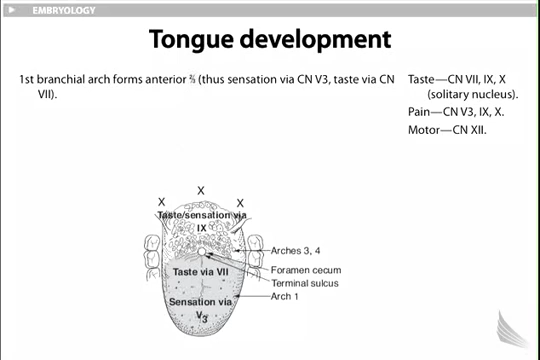 EMBRYOLOGY
Tongue development
1st branchial arch forms anterior ⅔ (thus sensation via CN V3, taste via CN
VII).
Taste—CN VII, IX, X
(solitary nucleus).
Pain—CN V3, IX, X.
Motor—CN XII.
X
X
X
Taste/sensation via
IX
Arches 3, 4
Foramen cecum
Taste via VII
Terminal sulcus
Arch 1
Sensation via
V3